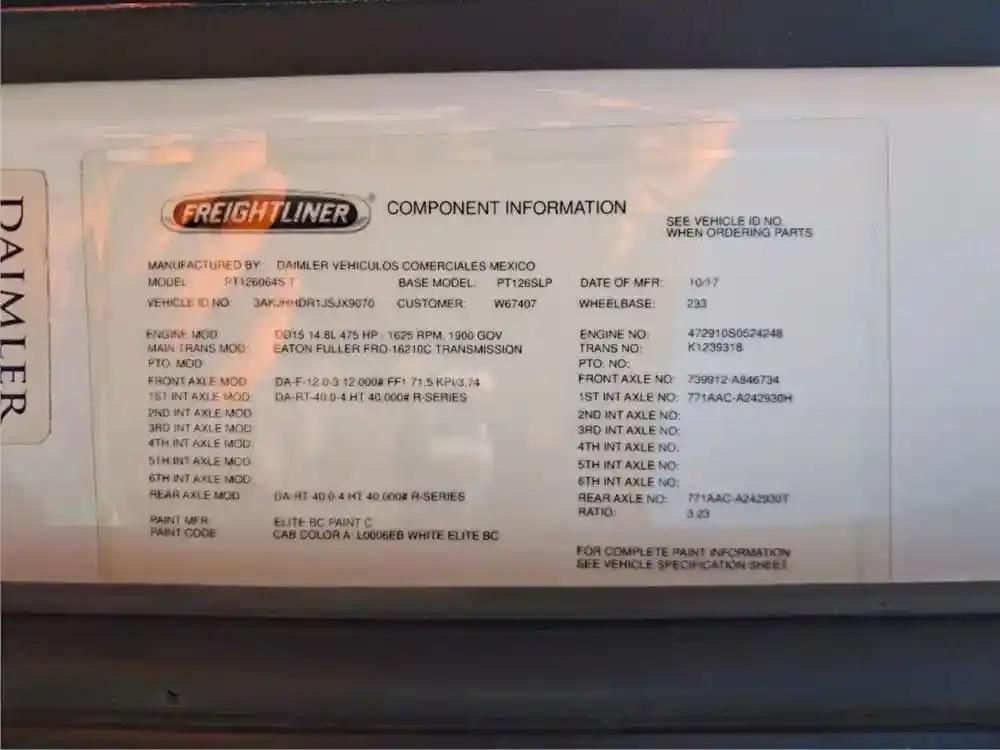 DAIMLER
FREIGHTLINER® COMPONENT INFORMATION
SEE VEHICLE ID NO
WHEN ORDERING PARTS
MANUFACTURED BY: DAIMLER VEHICULOS COMERCIALES MEXICO
MODEL PT126064S T BASE MODEL: PT126SLP DATE OF MFR: 10/17
VEHICLE ID NO: 3AKJHHDR1JSJX9070 CUSTOMER: W67407 WHEELBASE: 233
ENGINE MOD DD15 14.8L 475 HP 1625 RPM, 1900 GOV ENGINE NO: 472910S0524248
MAIN TRANS MOD: EATON FULLER FRO-16210C TRANSMISSION TRANS NO: K1239318
PTO MOD PTO. NO:
FRONT AXLE MOD DA-F-12.0-3 12,000# FF1 71.5 KPI/3.74 FRONT AXLE NO: 739912-A846734
1ST INT AXLE MOD: DA-RT-40.0-4 HT 40,000# R-SERIES 1ST INT AXLE NO: 771AAC-A242930H
2ND INT AXLE MOD 2ND INT AXLE NO:
3RD INT AXLE MOD 3RD INT AXLE NO:
4TH INT AXLE MOD 4TH INT AXLE NO.
5TH INT AXLE MOD 5TH INT AXLE NO:
6TH INT AXLE MOD 6TH INT AXLE NO:
REAR AXLE MOD DA-RT-40.0-4 HT 40,000# R-SERIES REAR AXLE NO: 771AAC-A242930T
RATIO: 3.23
PAINT MFR: ELITE BC PAINT C
PAINT CODE CAB COLOR A: L0006EB WHITE ELITE BC
FOR COMPLETE PAINT INFORMATION
SEE VEHICLE SPECIFICATION SHEET